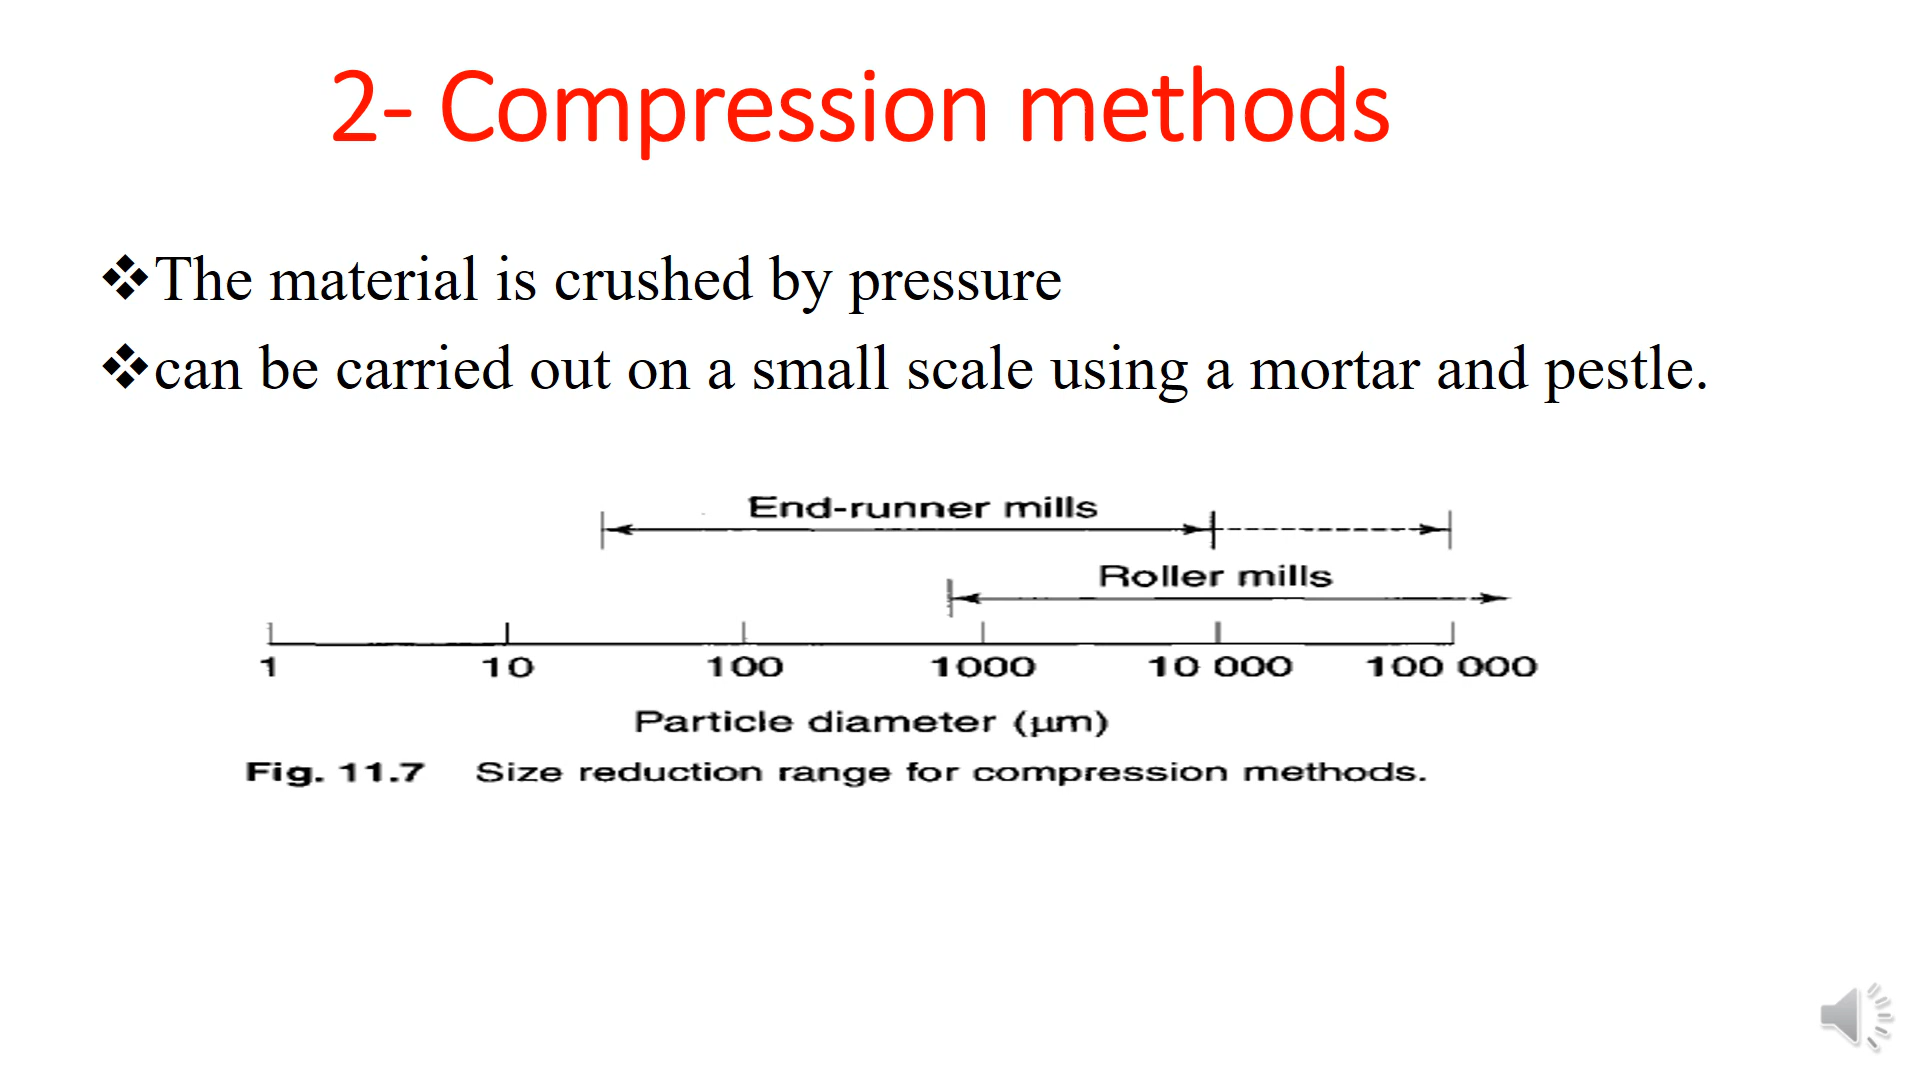 2- Compression methods
❖The material is crushed by pressure
❖can be carried out on a small scale using a mortar and pestle.
End-runner mills
Roller mills
1 10 100 1000 10 000 100 000
Particle diameter (μm)
Fig. 11.7 Size reduction range for compression methods.